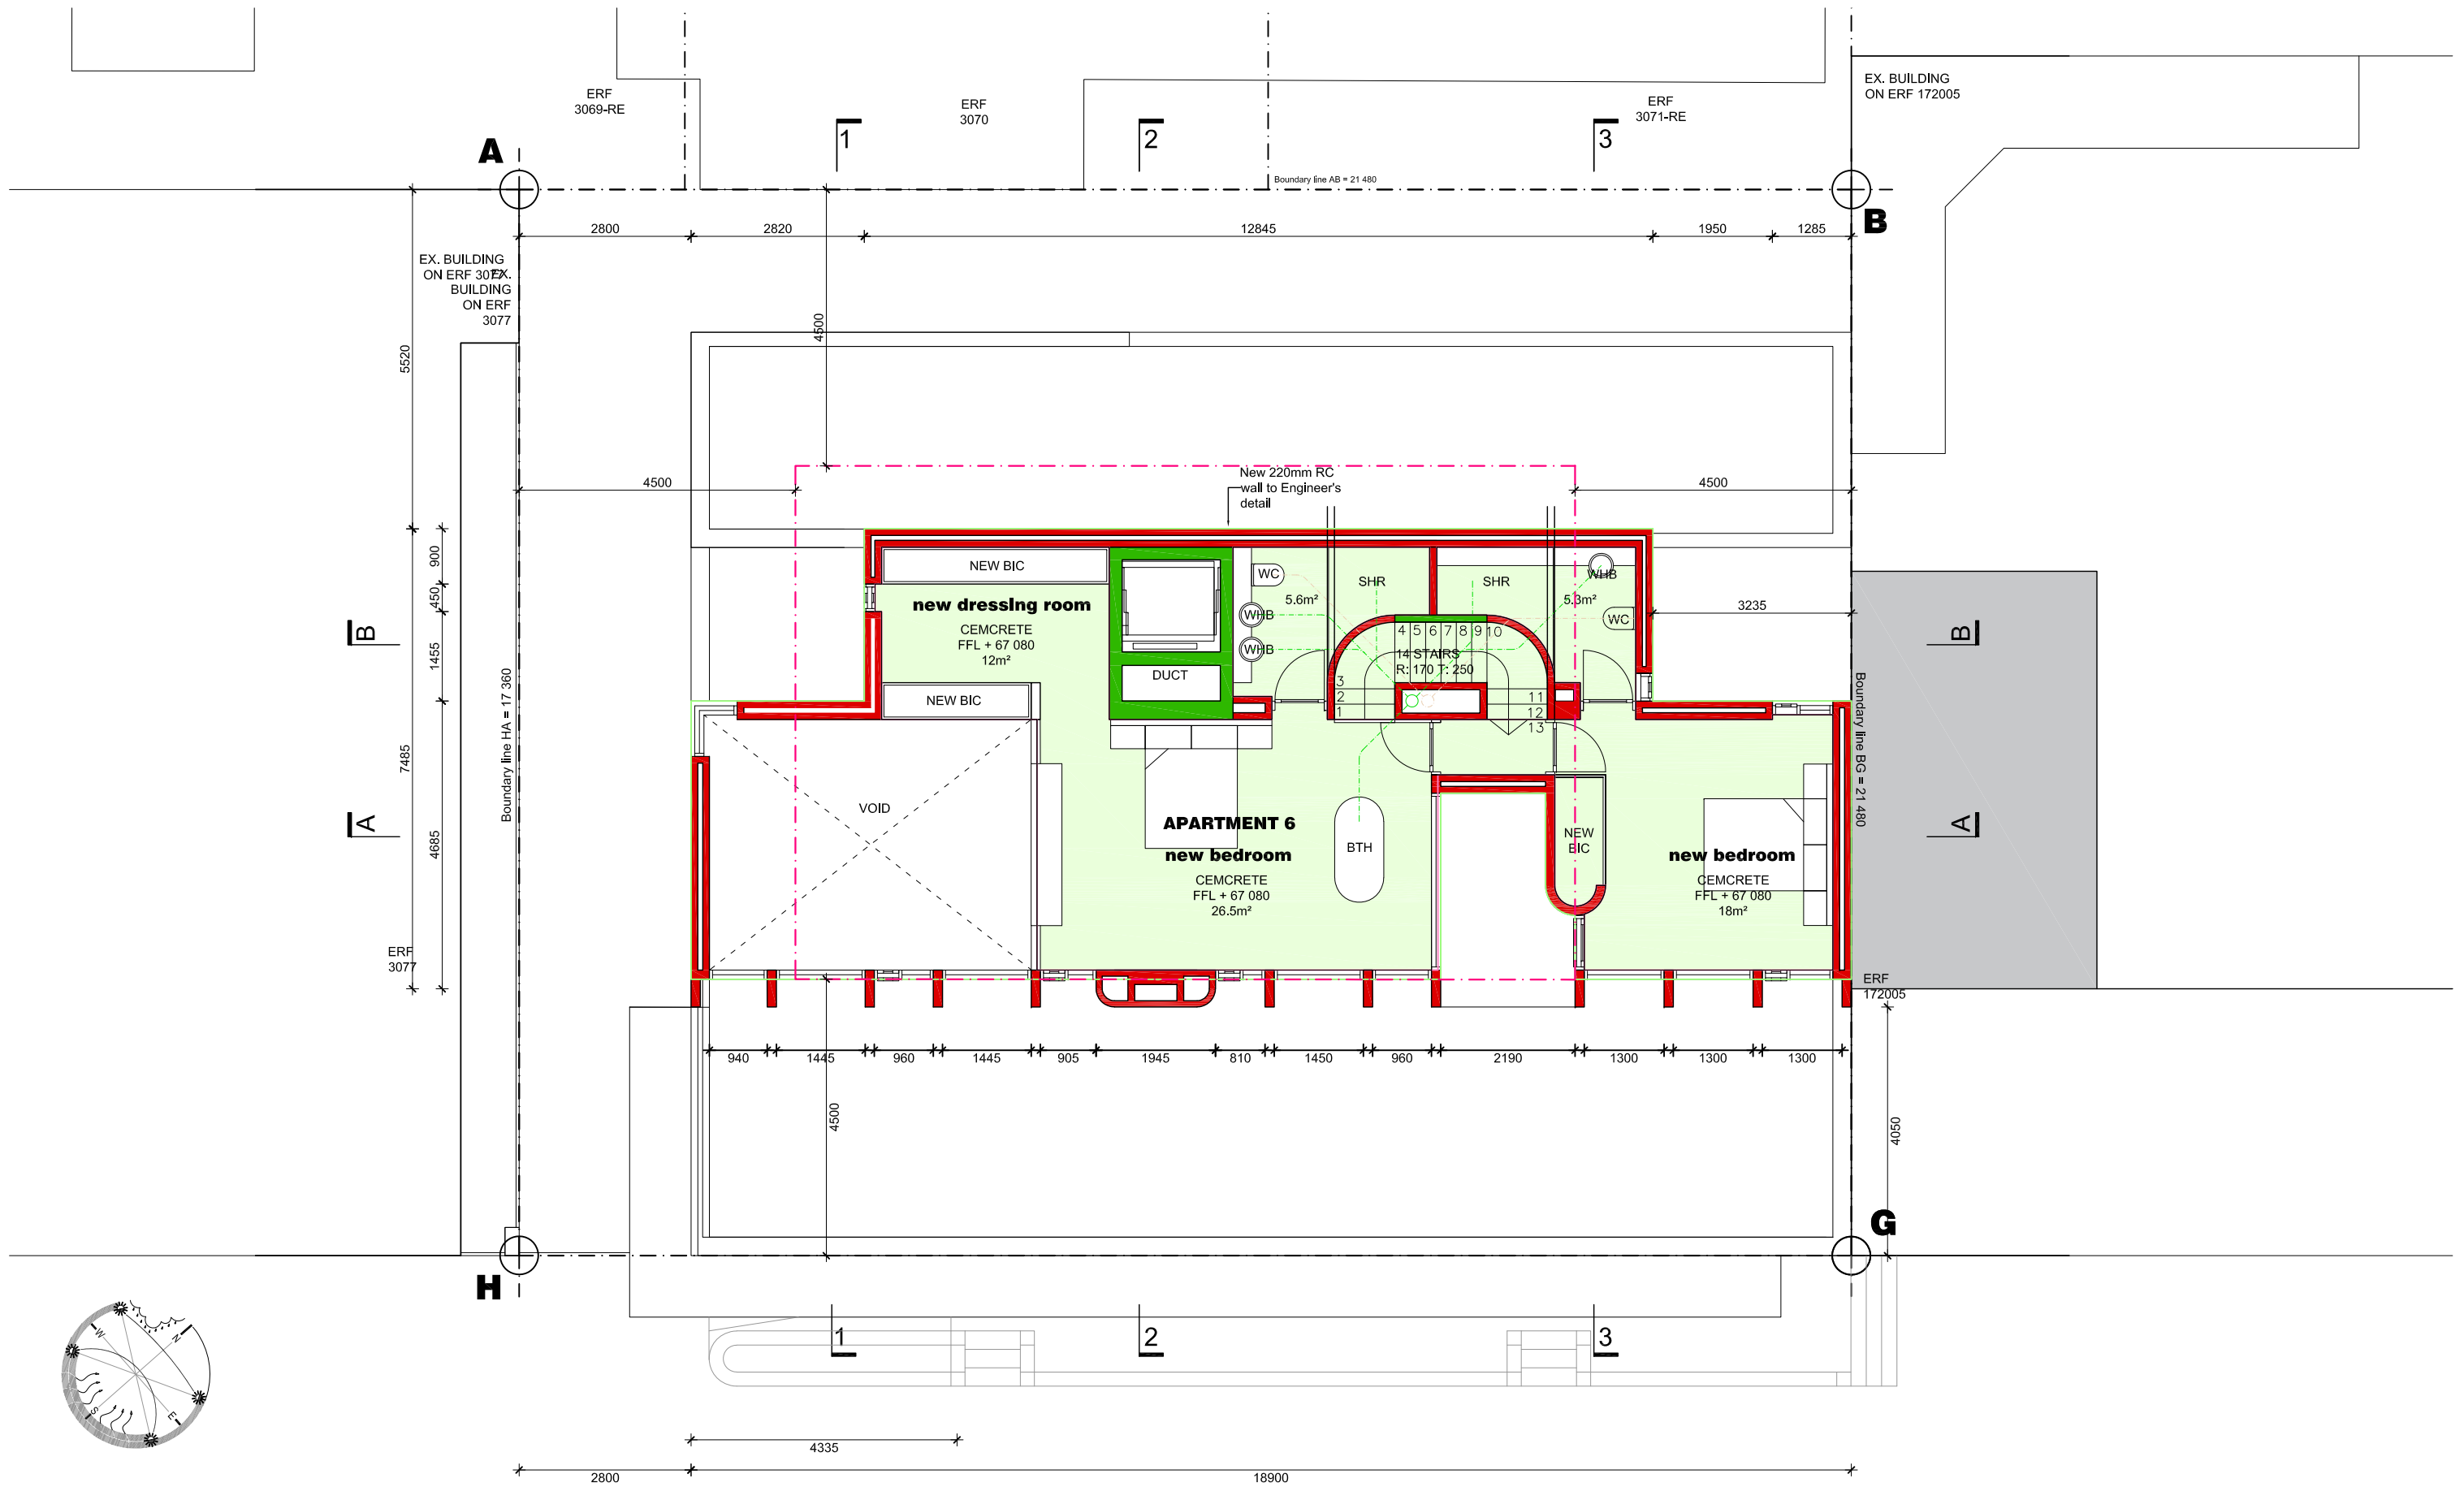 EX. BUILDING
ON ERF 172005
ERF
3069-RE
ERF
3070
ERF
3071-RE
1
2
3
A
Boundary line AB = 21 480
B
2800
2820
12845
1950
1285
EX. BUILDING
ON ERF 3077
EX.
BUILDING
ON ERF
3077
4500
5520
4500
New 220mm RC
wall to Engineer's
detail
4500
900
450
1455
7485
4685
B
A
Boundary line HA = 17 360
NEW BIC
new dressing room
CEMCRETE
FFL + 67 080
12m²
NEW BIC
DUCT
WC
WHB
WHB
SHR
5.6m²
SHR
WHB
5.3m²
WC
4 5 6 7 8 9 10
14 STAIRS
R: 170 T: 250
3
2
1
11
12
13
3235
B
A
Boundary line BG = 21 480
VOID
APARTMENT 6
new bedroom
CEMCRETE
FFL + 67 080
26.5m²
BTH
NEW
BIC
new bedroom
CEMCRETE
FFL + 67 080
18m²
ERF
3077
ERF
172005
940
1445
960
1445
905
1945
810
1450
960
2190
1300
1300
1300
4500
4050
H
G
1
2
3
W
N
S
E
4335
2800
18900